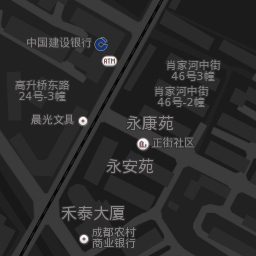 中国建设银行
ATM
肖家河中街
46号3幢
高升桥东路
24号-3幢
肖家河中街
46号-2幢
晨光文具
永康苑
正街社区
永安苑
禾泰大厦
成都农村
商业银行